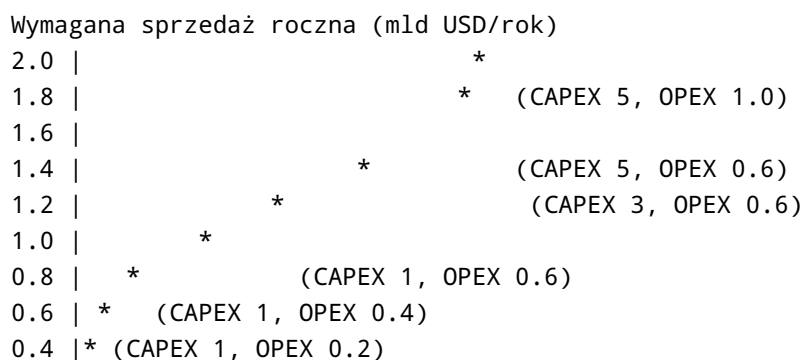 Wymagana sprzedaż roczna (mld USD/rok)
2.0 |                           *
1.8 |                          *   (CAPEX 5, OPEX 1.0)
1.6 |
1.4 |                   *          (CAPEX 5, OPEX 0.6)
1.2 |             *                 (CAPEX 3, OPEX 0.6)
1.0 |        *
0.8 |   *           (CAPEX 1, OPEX 0.6)
0.6 | *   (CAPEX 1, OPEX 0.4)
0.4 |* (CAPEX 1, OPEX 0.2)